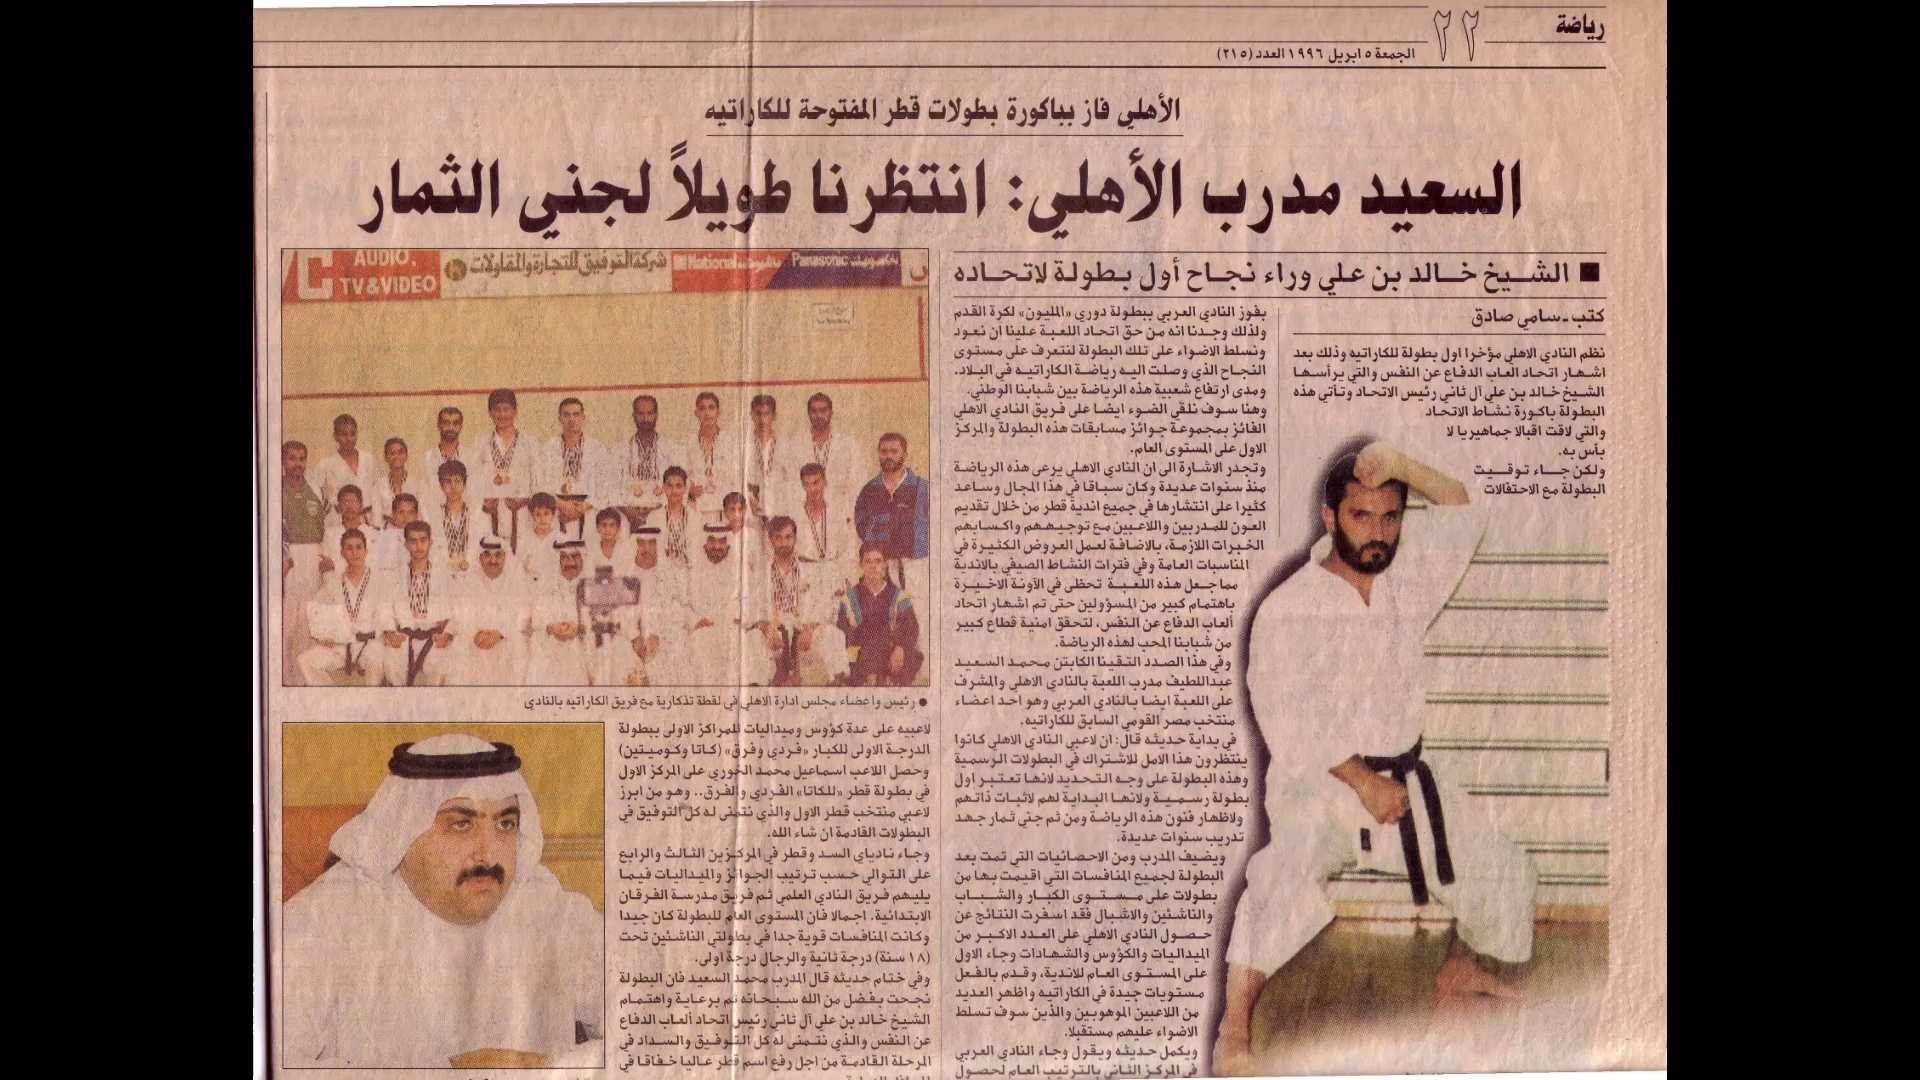 رياضة
٢٢
الجمعة ٥ ابريل ١٩٩٦ العدد (٢١٥)
الأهلي فاز بباكورة بطولات قطر المفتوحة للكاراتيه
السعيد مدرب الأهلي: انتظرنا طويلاً لجني الثمار
■ الشيخ خالد بن علي وراء نجاح أول بطولة لاتحاده
كتب ـ سامي صادق
نظم النادي الاهلي مؤخرا اول بطولة للكاراتيه وذلك بعد
اشهار اتحاد العاب الدفاع عن النفس والتي يرأسها
الشيخ خالد بن علي آل ثاني رئيس الاتحاد وتأتي هذه
البطولة باكورة نشاط الاتحاد
والتي لاقت اقبالا جماهيريا لا
بأس به.
ولكن جاء توقيت
البطولة مع الاحتفالات
بفوز النادي العربي ببطولة دوري «المليون» لكرة القدم
ولذلك وجدنا انه من حق اتحاد اللعبة علينا ان نعود
ونسلط الاضواء على تلك البطولة لنتعرف على مستوى
النجاح الذي وصلت اليه رياضة الكاراتيه في البلاد.
ومدى ارتفاع شعبية هذه الرياضة بين شبابنا الوطني.
وهنا سوف نلقي الضوء ايضا على فريق النادي الاهلي
الفائز بمجموعة جوائز مسابقات هذه البطولة والمركز
الاول على المستوى العام.
وتجدر الاشارة الى ان النادي الاهلي يرعى هذه الرياضة
منذ سنوات عديدة وكان سباقا في هذا المجال وساعد
كثيرا على انتشارها في جميع اندية قطر من خلال تقديم
العون للمدربين واللاعبين مع توجيههم واكسابهم
الخبرات اللازمة، بالاضافة لعمل العروض الكثيرة في
المناسبات العامة وفي فترات النشاط الصيفي بالاندية
مما جعل هذه اللعبة تحظى في الآونة الاخيرة
باهتمام كبير من المسؤولين حتى تم اشهار اتحاد
ألعاب الدفاع عن النفس، لتحقق امنية قطاع كبير
من شبابنا المحب لهذه الرياضة.
وفي هذا الصدد التقينا الكابتن محمد السعيد
عبداللطيف مدرب اللعبة بالنادي الاهلي والمشرف
على اللعبة ايضا بالنادي العربي وهو احد اعضاء
منتخب مصر القومي السابق للكاراتيه.
في بداية حديثه قال: ان لاعبي النادي الاهلي كانوا
ينتظرون هذا الامل للاشتراك في البطولات الرسمية
وهذه البطولة على وجه التحديد لانها تعتبر اول
بطولة رسمية ولانها البداية لهم لاثبات ذاتهم
ولاظهار فنون هذه الرياضة ومن ثم جني ثمار جهد
تدريب سنوات عديدة.
ويضيف المدرب ومن الاحصائيات التي تمت بعد
البطولة لجميع المنافسات التي اقيمت بها من
بطولات على مستوى الكبار والشباب
والناشئين والاشبال فقد اسفرت النتائج عن
حصول النادي الاهلي على العدد الاكبر من
الميداليات والكؤوس والشهادات وجاء الاول
على المستوى العام للاندية، وقدم بالفعل
مستويات جيدة في الكاراتيه واظهر العديد
من اللاعبين الموهوبين والذين سوف تسلط
الاضواء عليهم مستقبلا.
ويكمل حديثه ويقول وجاء النادي العربي
في المركز الثاني بالترتيب العام لحصول
AUDIO,
TV & VIDEO
شركة التوفيق للتجارة والمقاولات
National
Panasonic
● رئيس واعضاء مجلس ادارة الاهلي في لقطة تذكارية مع فريق الكاراتيه بالنادي
لاعبيه على عدة كؤوس وميداليات للمراكز الاولى ببطولة
الدرجة الاولى للكبار «فردي وفرق» (كاتا وكوميتين)
وحصل اللاعب اسماعيل محمد الخوري على المركز الاول
في بطولة قطر «للكاتا» الفردي والفرق.. وهو من ابرز
لاعبي منتخب قطر الاول والذي نتمنى له كل التوفيق في
البطولات القادمة ان شاء الله.
وجاء ناديا‌ي السد وقطر في المركزين الثالث والرابع
على التوالي حسب ترتيب الجوائز والميداليات فيما
يليهم فريق النادي العلمي ثم فريق مدرسة الفرقان
الابتدائية. اجمالا فان المستوى العام للبطولة كان جيدا
وكانت المنافسات قوية جدا في بطولتي الناشئين تحت
(١٨ سنة) درجة ثانية والرجال درجة اولى.
وفي ختام حديثه قال المدرب محمد السعيد فان البطولة
نجحت بفضل من الله سبحانه ثم برعاية واهتمام
الشيخ خالد بن علي آل ثاني رئيس اتحاد ألعاب الدفاع
عن النفس والذي نتمنى له كل التوفيق والسداد في
المرحلة القادمة من اجل رفع اسم قطر عاليا خفاقا في